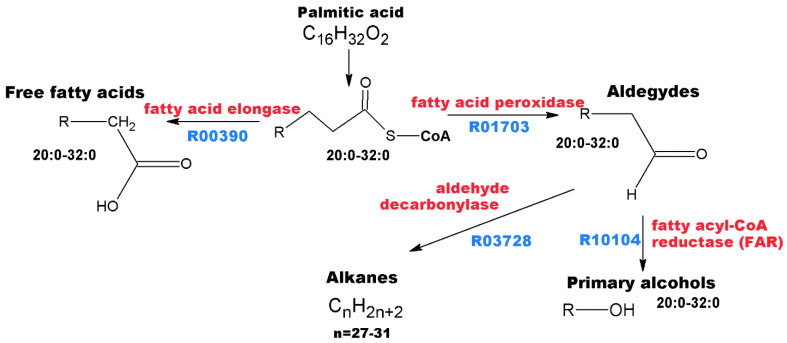 Palmitic acid
C16H32O2
Free fatty acids
fatty acid elongase
R00390
R—CH2
O
HO
20:0-32:0
O
R
S—CoA
20:0-32:0
fatty acid peroxidase
R01703
Aldegydes
R
O
H
20:0-32:0
aldehyde
decarbonylase
R03728
R10104
fatty acyl-CoA
reductase (FAR)
Alkanes
CnH2n+2
n=27-31
Primary alcohols
20:0-32:0
R—OH